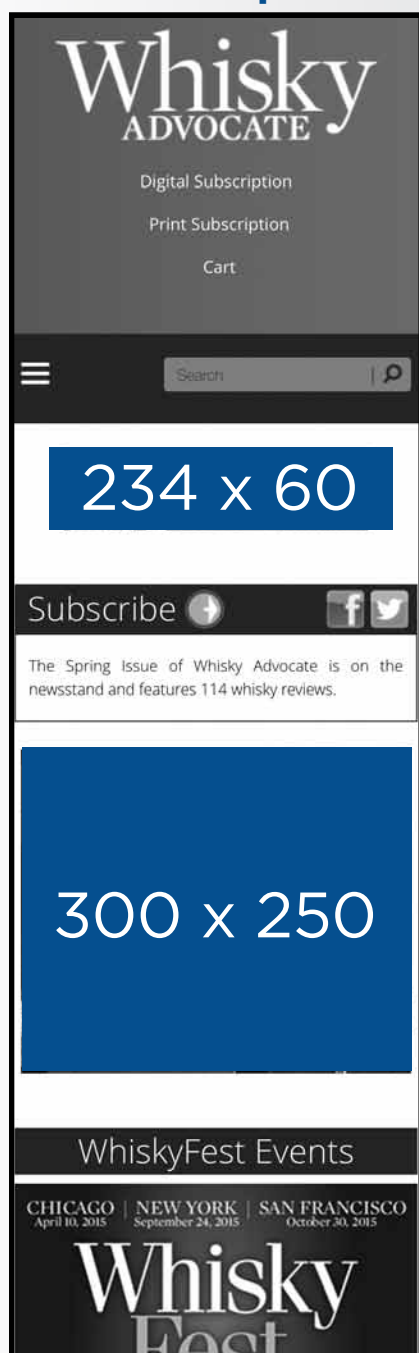 Whisky
ADVOCATE
Digital Subscription
Print Subscription
Cart
Search
234 x 60
Subscribe
The Spring Issue of Whisky Advocate is on the
newsstand and features 114 whisky reviews.
300 x 250
WhiskyFest Events
CHICAGO | NEW YORK | SAN FRANCISCO
April 10, 2015 September 24, 2015 October 30, 2015
Whisky
Fest